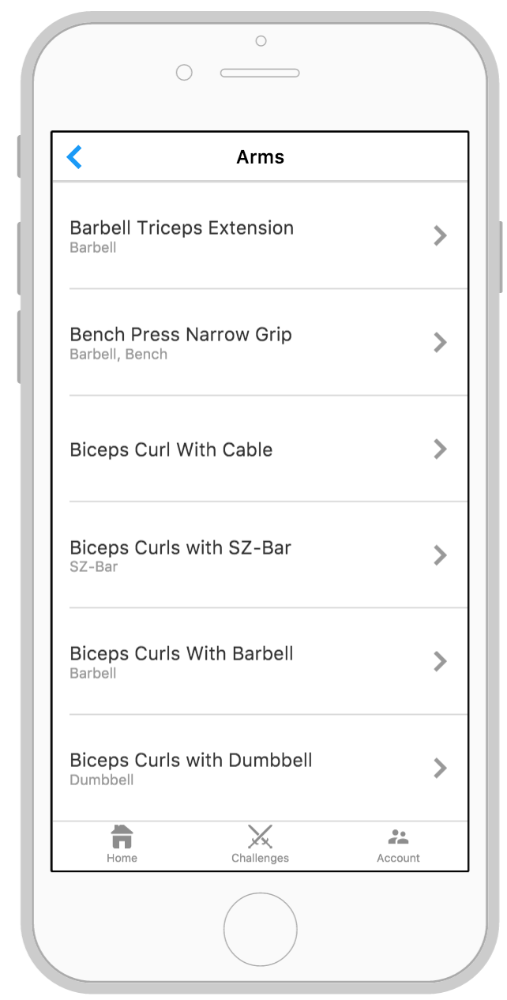 Arms
Barbell Triceps Extension
Barbell
Bench Press Narrow Grip
Barbell, Bench
Biceps Curl With Cable
Biceps Curls with SZ-Bar
SZ-Bar
Biceps Curls With Barbell
Barbell
Biceps Curls with Dumbbell
Dumbbell
Home
Challenges
Account